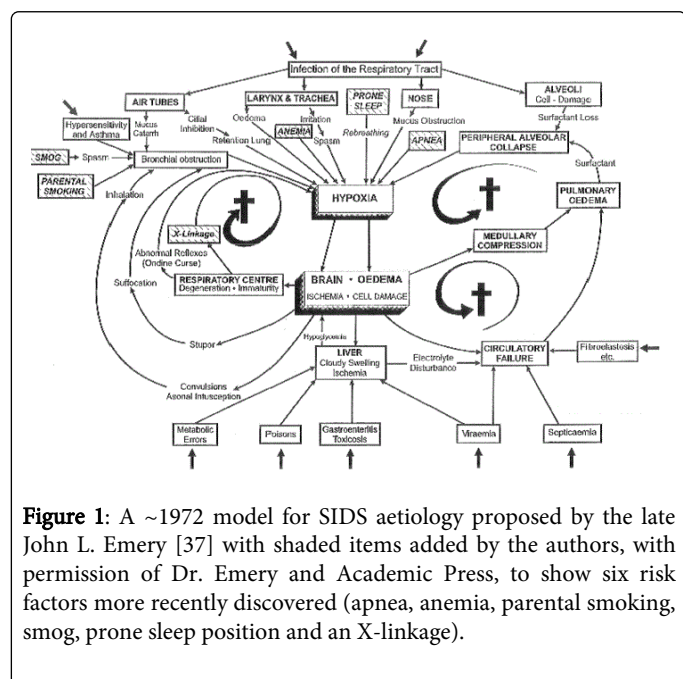 Infection of the Respiratory Tract
AIR TUBES
Mucus
Catarrh
Cilial
Inhibition
Retention Lung
LARYNX & TRACHEA
Oedema
Irritation
Spasm
ANEMIA
PRONE
SLEEP
Rebreathing
NOSE
Mucus Obstruction
APNEA
ALVEOLI
Cell - Damage
Surfactant Loss
PERIPHERAL ALVEOLAR
COLLAPSE
Hypersensitivity
and Asthma
SMOG
Spasm
Bronchial obstruction
PARENTAL
SMOKING
Inhalation
HYPOXIA
Surfactant
PULMONARY
OEDEMA
X-Linkage
MEDULLARY
COMPRESSION
Abnormal Reflexes
(Ondine Curse)
Suffocation
RESPIRATORY CENTRE
Degeneration • Immaturity
BRAIN • OEDEMA
ISCHEMIA • CELL DAMAGE
Stupor
Hypoglycemia
LIVER
Cloudy Swelling
Ischemia
Electrolyte
Disturbance
CIRCULATORY
FAILURE
Fibroelastosis
etc.
Convulsions
Axonal Intusception
Metabolic
Errors
Poisons
Gastroenteritis
Toxicosis
Viraemia
Septicaemia
Figure 1: A ~1972 model for SIDS aetiology proposed by the late
John L. Emery [37] with shaded items added by the authors, with
permission of Dr. Emery and Academic Press, to show six risk
factors more recently discovered (apnea, anemia, parental smoking,
smog, prone sleep position and an X-linkage).